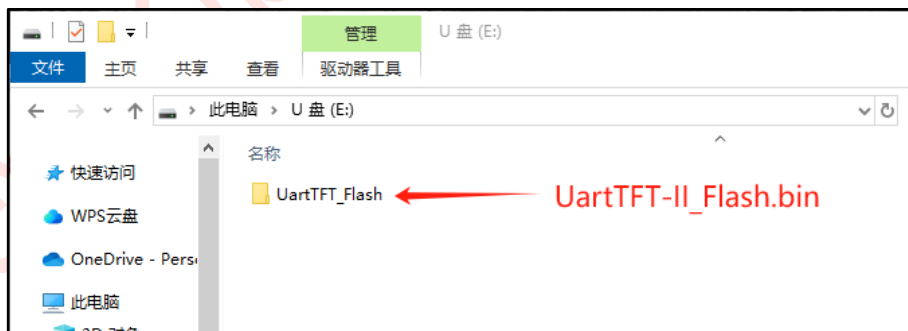 管理
U 盘 (E:)
文件 主页 共享 查看 驱动器工具
此电脑 > U 盘 (E:)
名称
快速访问
UartTFT_Flash
UartTFT-II_Flash.bin
WPS云盘
OneDrive - Pers
此电脑